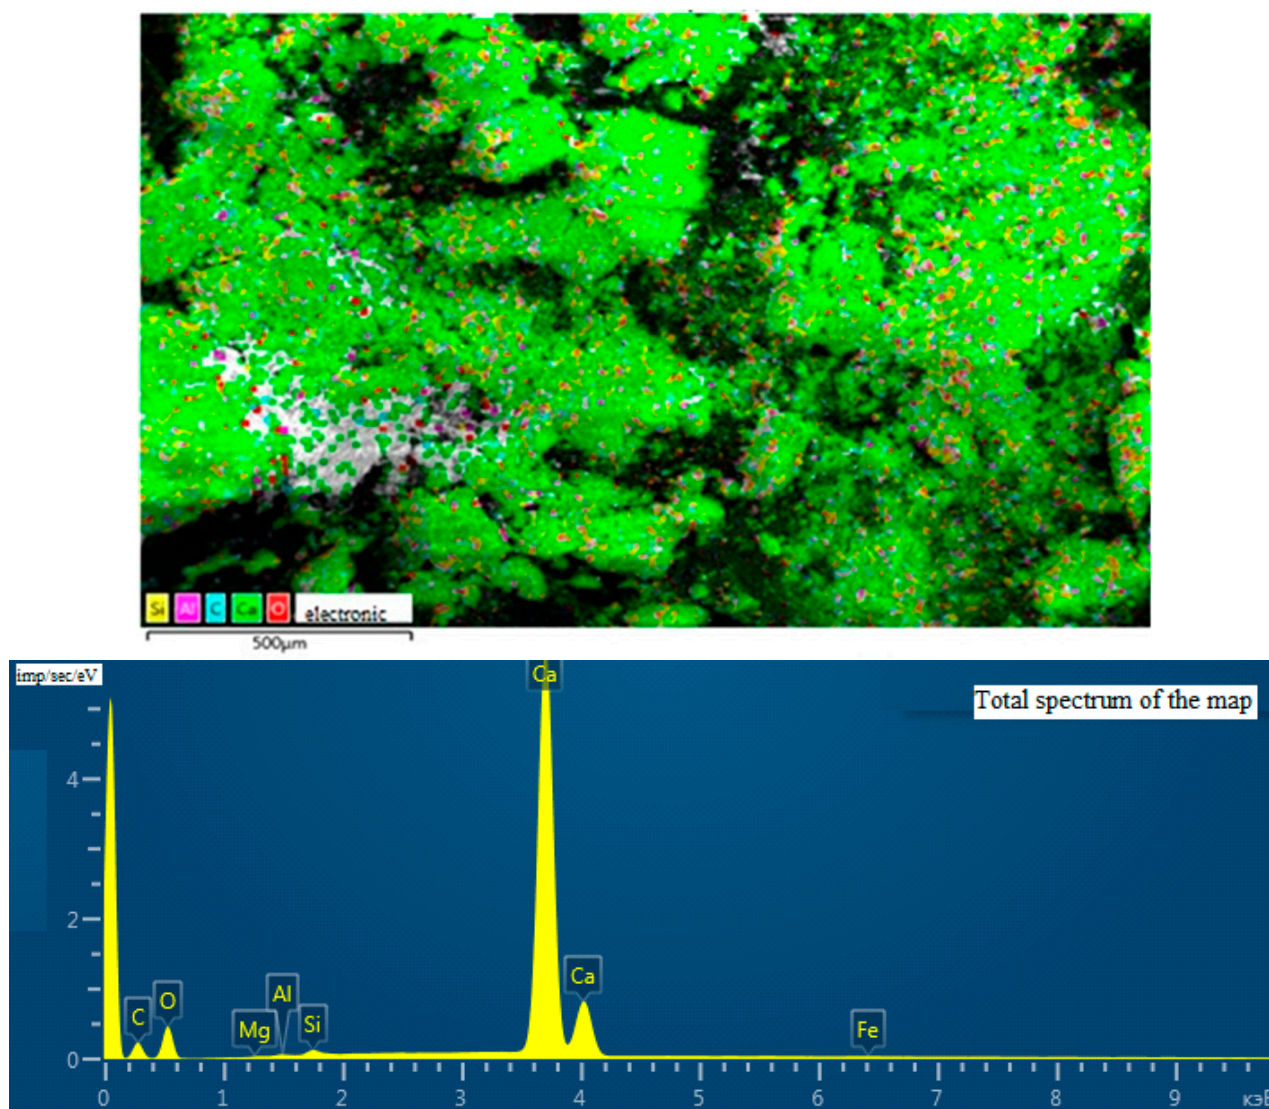 Si Al C Ca O electronic
500μm
imp/sec/eV
Ca
Total spectrum of the map
4
Ca
2
Al
O
C
Mg
Si
Fe
0
0 1 2 3 4 5 6 7 8 9